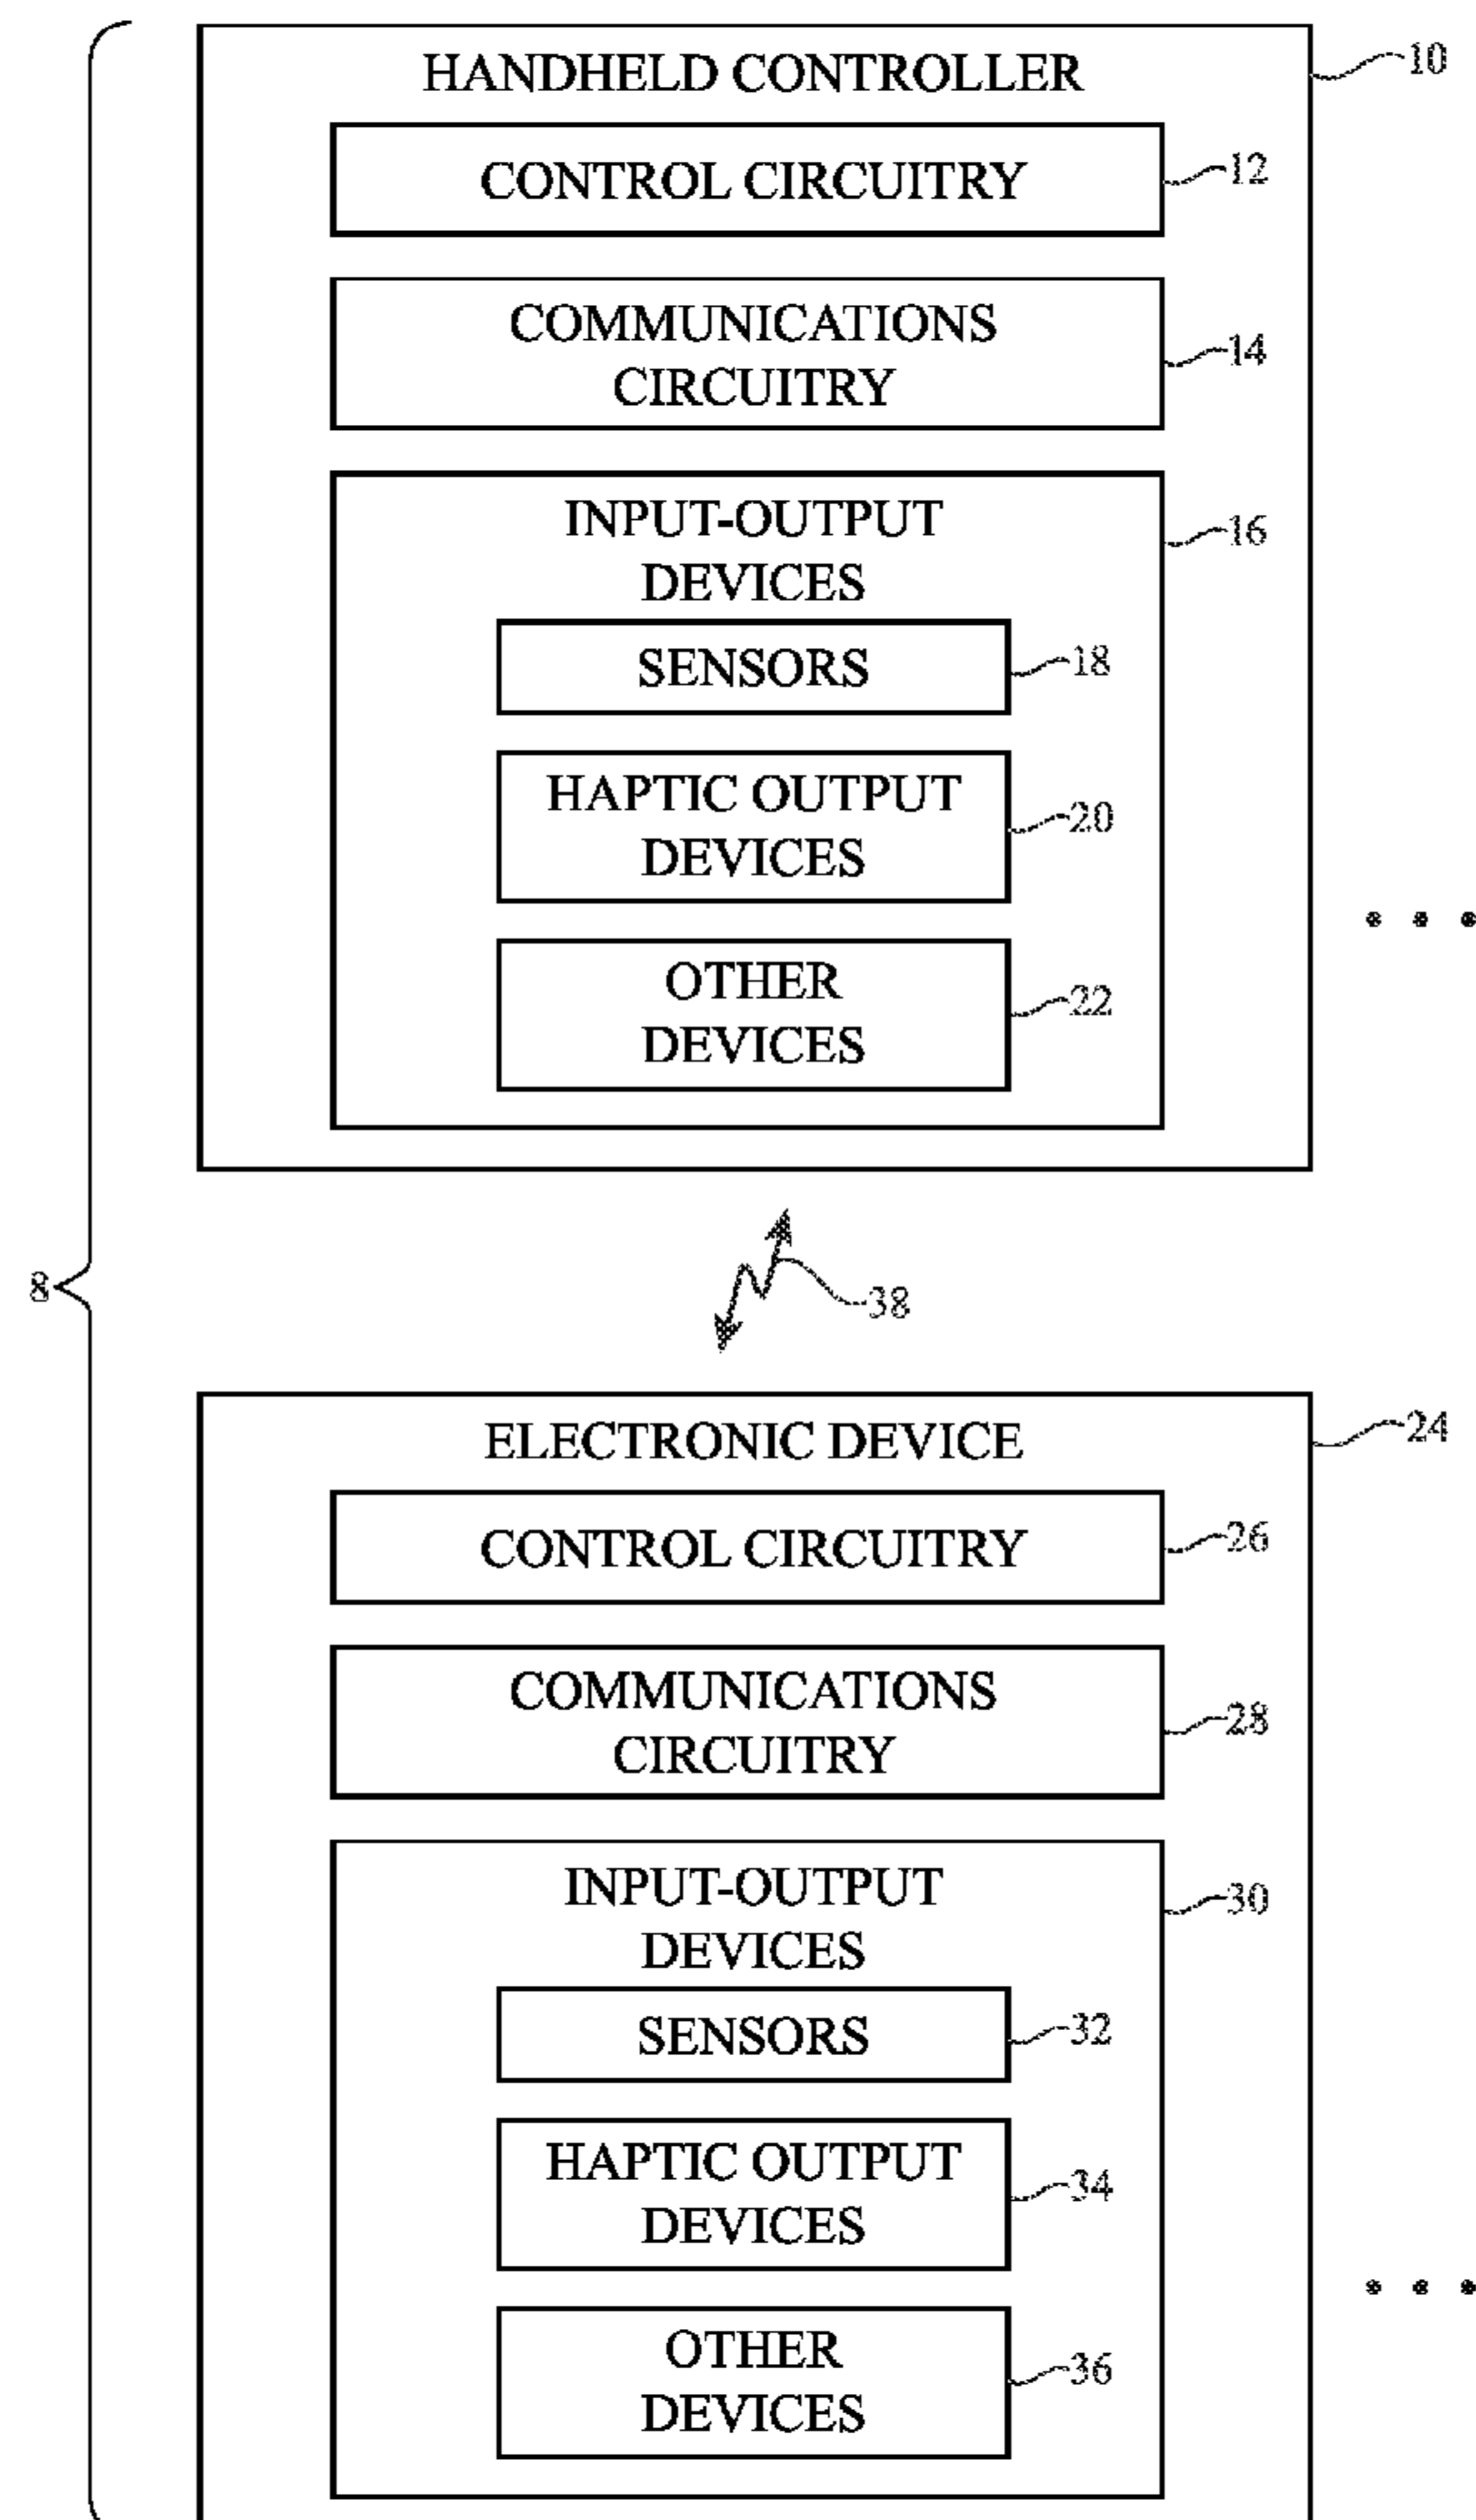 HANDHELD CONTROLLER
10
CONTROL CIRCUITRY
12
COMMUNICATIONS
CIRCUITRY
14
INPUT-OUTPUT
DEVICES
16
SENSORS
18
HAPTIC OUTPUT
DEVICES
20
OTHER
DEVICES
22
8
38
ELECTRONIC DEVICE
24
CONTROL CIRCUITRY
26
COMMUNICATIONS
CIRCUITRY
28
INPUT-OUTPUT
DEVICES
30
SENSORS
32
HAPTIC OUTPUT
DEVICES
34
OTHER
DEVICES
36